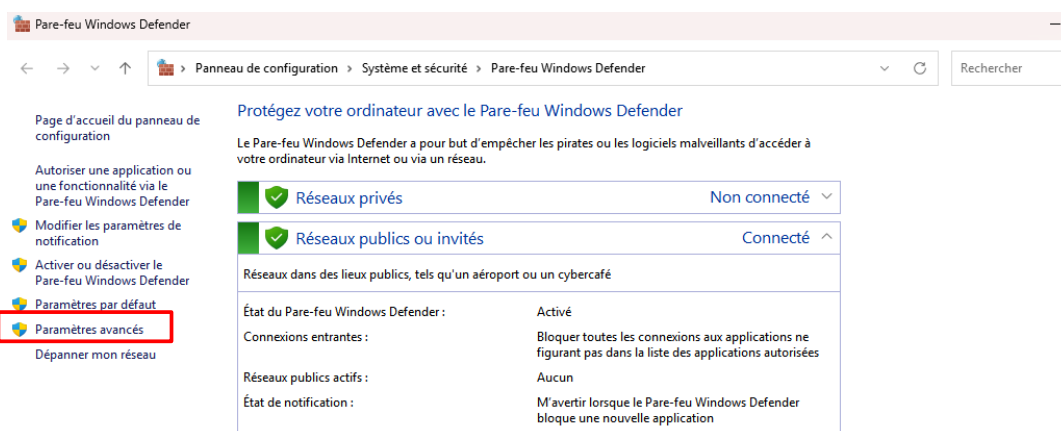 Pare-feu Windows Defender
Panneau de configuration > Système et sécurité > Pare-feu Windows Defender
Rechercher
Page d'accueil du panneau de
configuration
Autoriser une application ou
une fonctionnalité via le
Pare-feu Windows Defender
Modifier les paramètres de
notification
Activer ou désactiver le
Pare-feu Windows Defender
Paramètres par défaut
Paramètres avancés
Dépanner mon réseau
Protégez votre ordinateur avec le Pare-feu Windows Defender
Le Pare-feu Windows Defender a pour but d'empêcher les pirates ou les logiciels malveillants d'accéder à
votre ordinateur via Internet ou via un réseau.
Réseaux privés Non connecté
Réseaux publics ou invités Connecté
Réseaux dans des lieux publics, tels qu'un aéroport ou un cybercafé
État du Pare-feu Windows Defender : Activé
Connexions entrantes : Bloquer toutes les connexions aux applications ne
figurant pas dans la liste des applications autorisées
Réseaux publics actifs : Aucun
État de notification : M'avertir lorsque le Pare-feu Windows Defender
bloque une nouvelle application